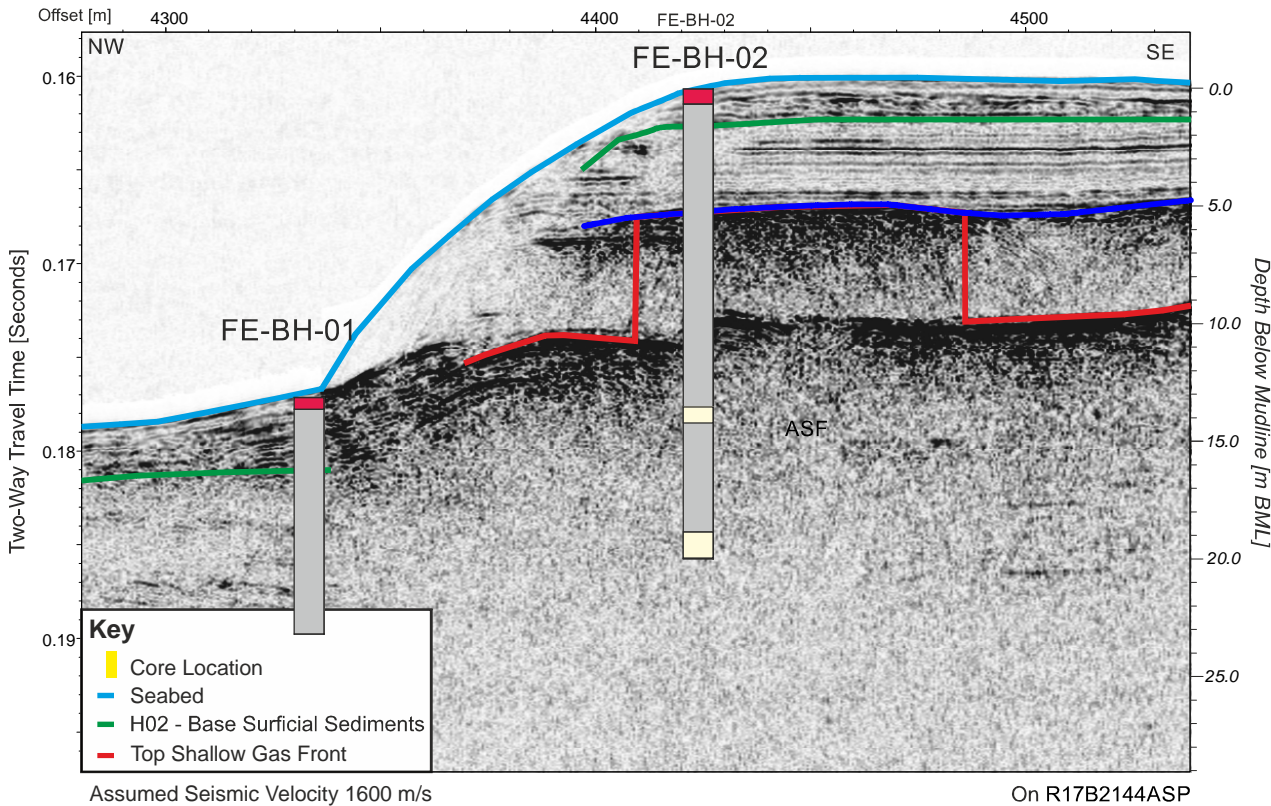 Offset [m] 4300 4400 FE-BH-02 4500
NW
SE
FE-BH-02
FE-BH-01
ASF
0.16
0.17
0.18
0.19
Two-Way Travel Time [Seconds]
0.0
5.0
10.0
15.0
20.0
25.0
Depth Below Mudline [m BML]
Key
Core Location
Seabed
H02 - Base Surficial Sediments
Top Shallow Gas Front
Assumed Seismic Velocity 1600 m/s
On R17B2144ASP